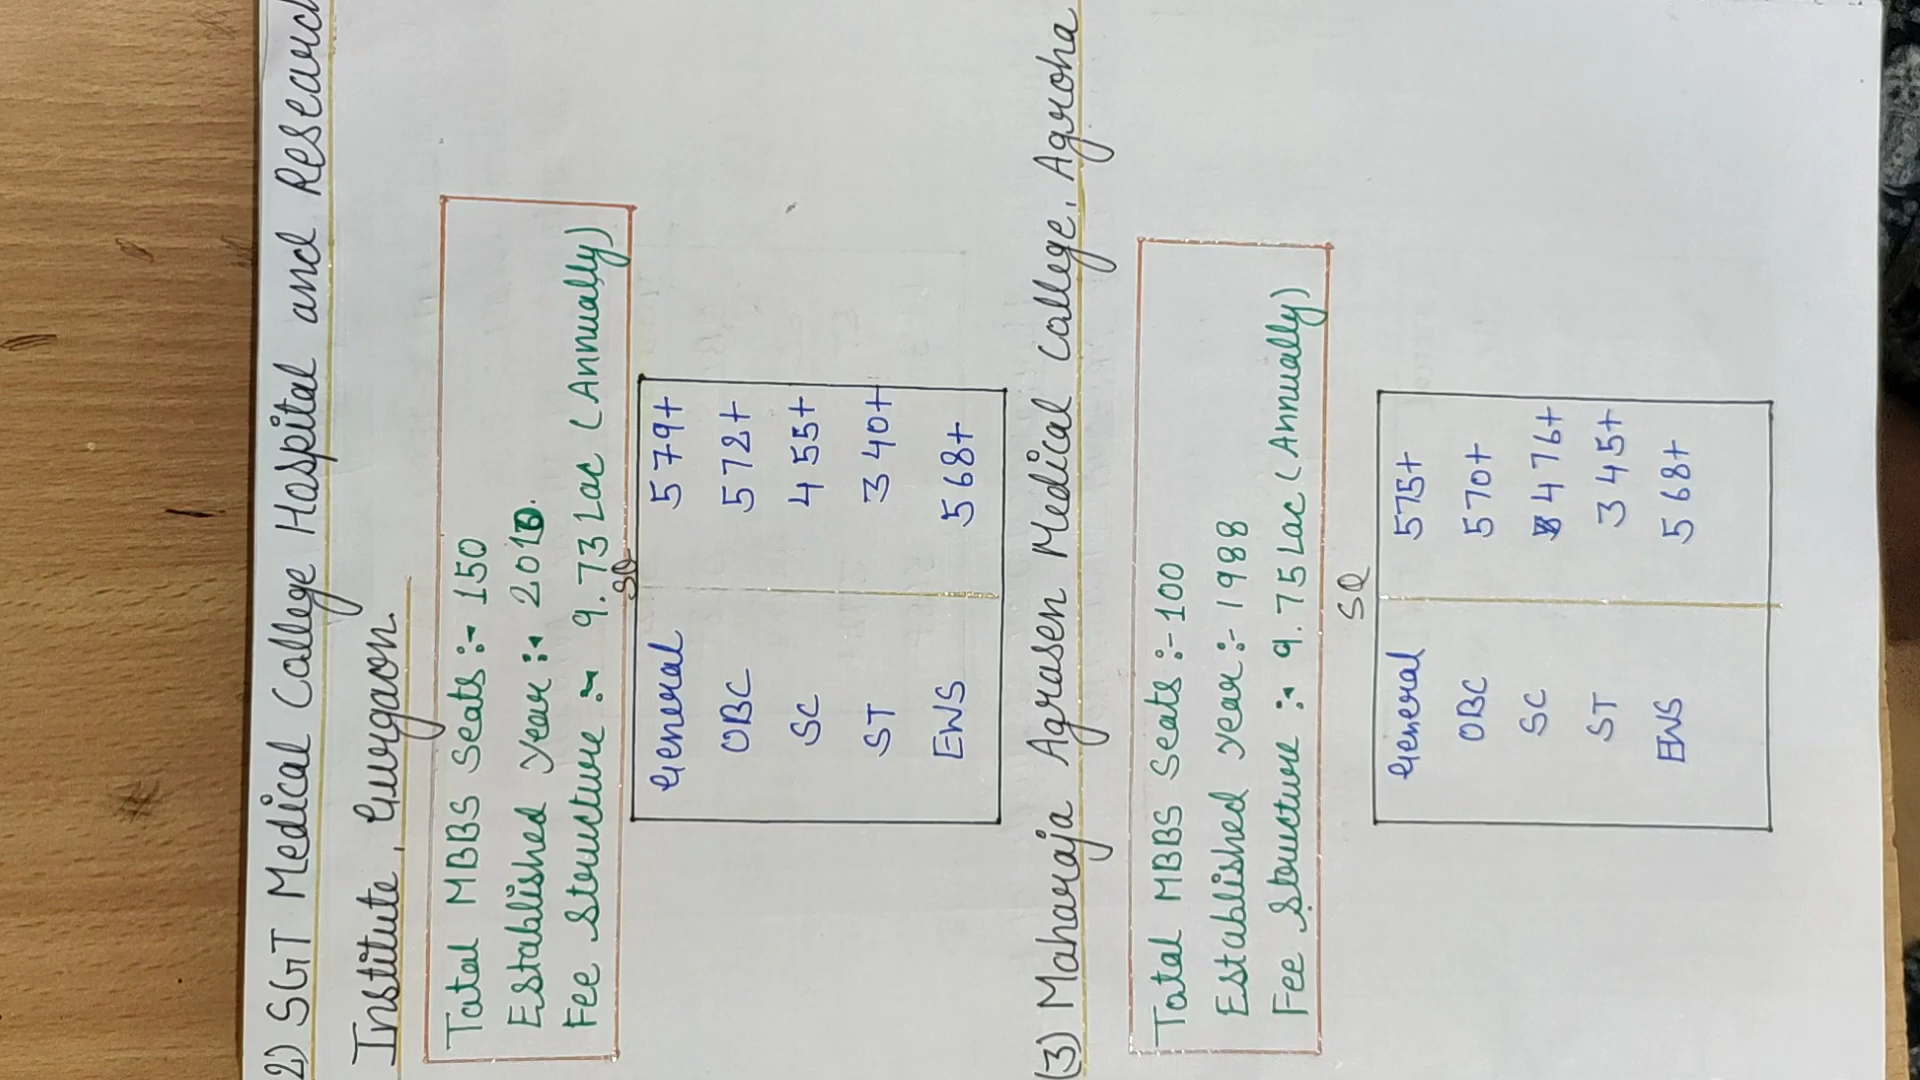 2) SGT Medical College Hospital and Research
Institute, Gurgaon.
Total MBBS Seats :- 150
Established year :- 2010.
Fee Structure :- 9.73 Lac (Annually)
SQ
General 579+
OBC 572+
SC 455+
ST 340+
EWS 568+
(3) Maharaja Agrasen Medical College, Agroha
Total MBBS Seats :- 100
Established year :- 1988
Fee Structure :- 9.75 Lac (Annually)
SQ
General 575+
OBC 570+
SC 476+
ST 345+
EWS 568+